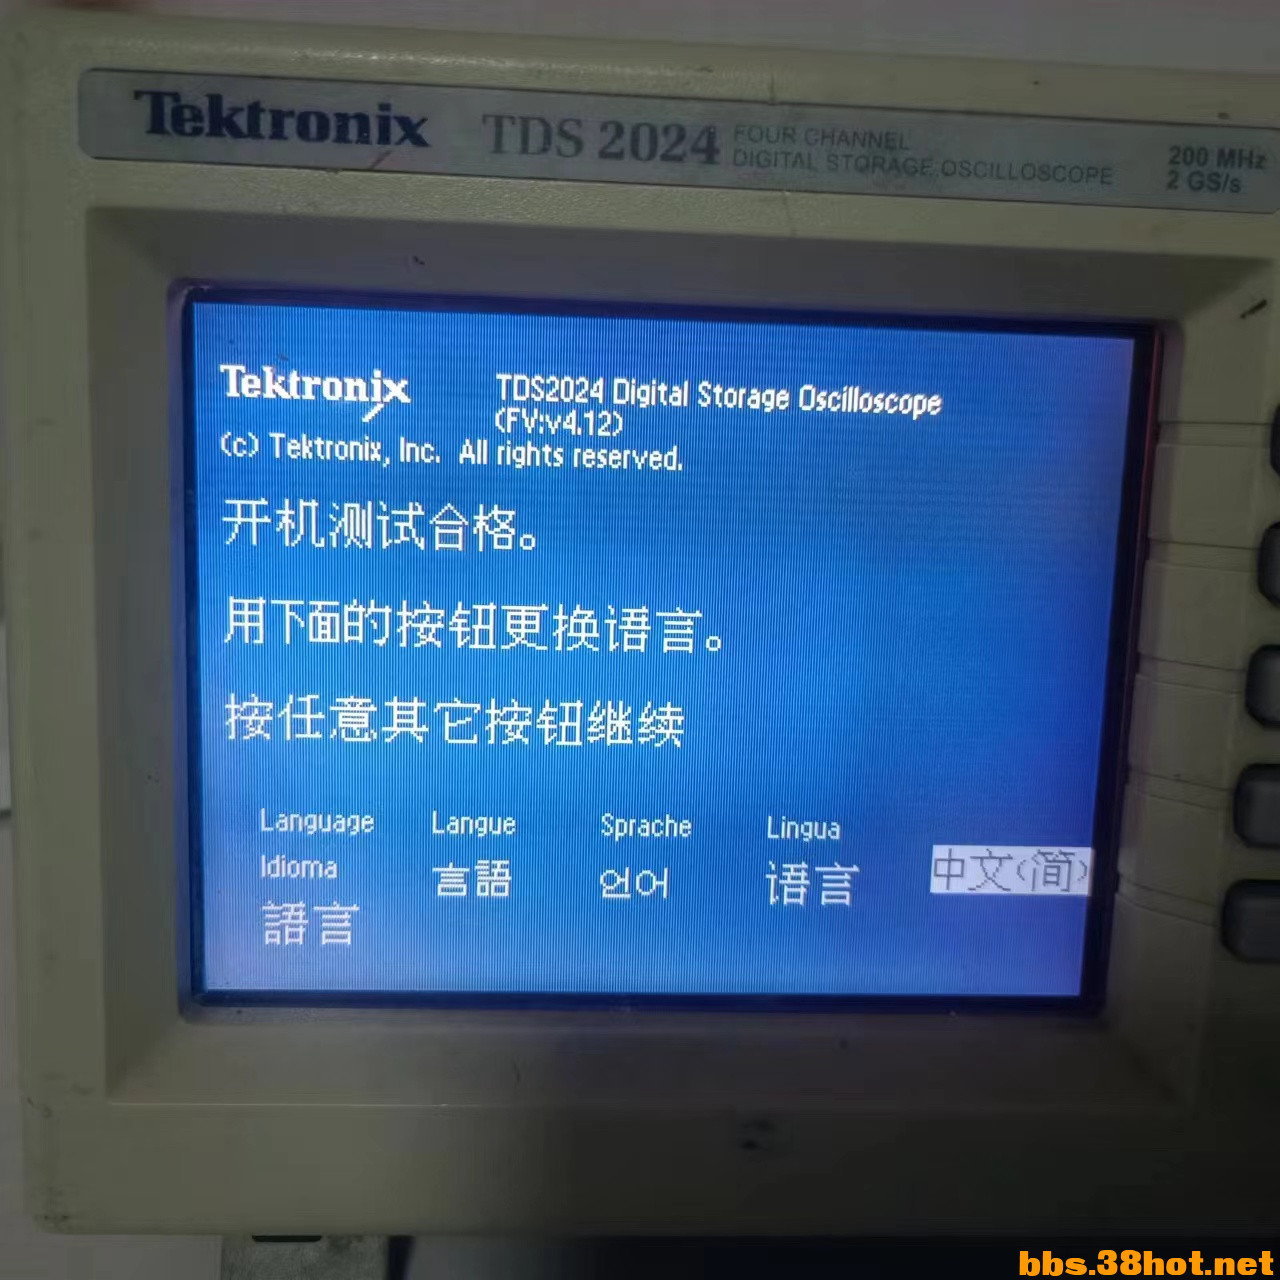 Tektronix TDS 2024 FOUR CHANNEL
DIGITAL STORAGE OSCILLOSCOPE
200 MHz
2 GS/s
Tektronix
TDS2024 Digital Storage Oscilloscope
(FV:v4.12)
(c) Tektronix, Inc. All rights reserved.
开机测试合格。
用下面的按钮更换语言。
按任意其它按钮继续
Language Langue Sprache Lingua
Idioma 言語 언어 语言 中文(简)
語言
bbs.38hot.net